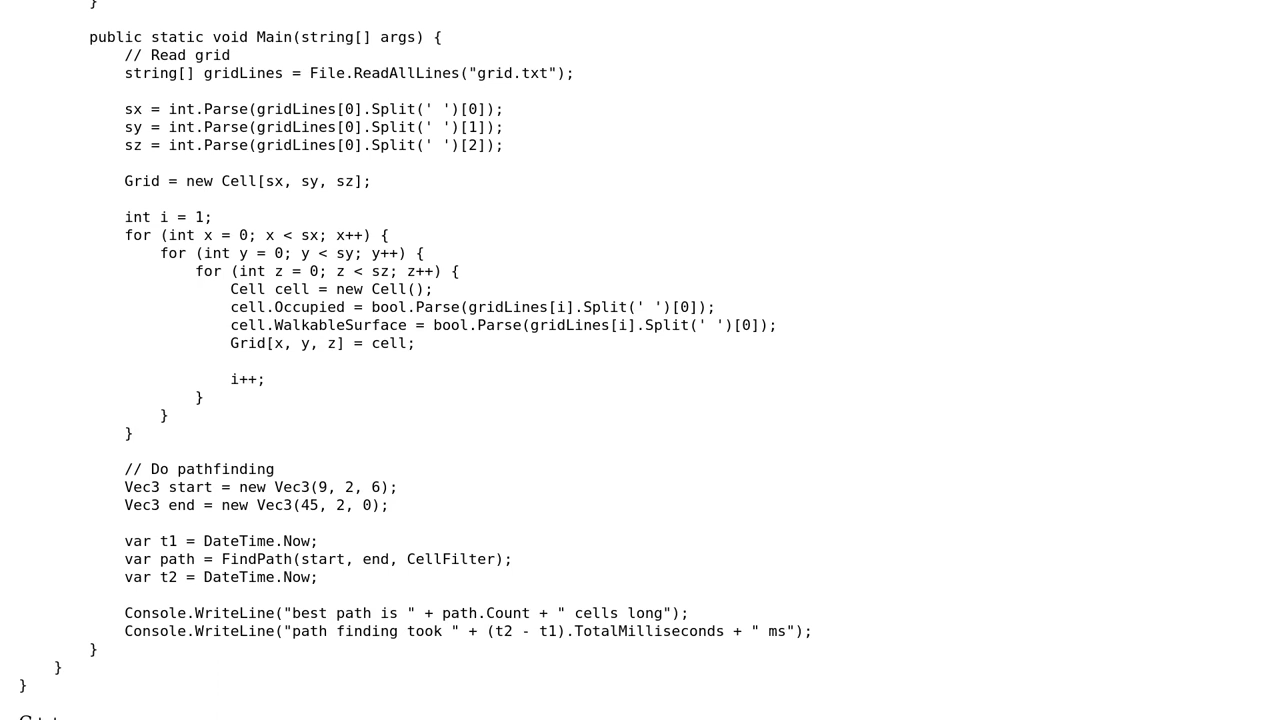 }
public static void Main(string[] args) {
// Read grid
string[] gridLines = File.ReadAllLines("grid.txt");
sx = int.Parse(gridLines[0].Split(' ')[0]);
sy = int.Parse(gridLines[0].Split(' ')[1]);
sz = int.Parse(gridLines[0].Split(' ')[2]);
Grid = new Cell[sx, sy, sz];
int i = 1;
for (int x = 0; x < sx; x++) {
for (int y = 0; y < sy; y++) {
for (int z = 0; z < sz; z++) {
Cell cell = new Cell();
cell.Occupied = bool.Parse(gridLines[i].Split(' ')[0]);
cell.WalkableSurface = bool.Parse(gridLines[i].Split(' ')[0]);
Grid[x, y, z] = cell;
i++;
}
}
}
// Do pathfinding
Vec3 start = new Vec3(9, 2, 6);
Vec3 end = new Vec3(45, 2, 0);
var t1 = DateTime.Now;
var path = FindPath(start, end, CellFilter);
var t2 = DateTime.Now;
Console.WriteLine("best path is " + path.Count + " cells long");
Console.WriteLine("path finding took " + (t2 - t1).TotalMilliseconds + " ms");
}
}
}